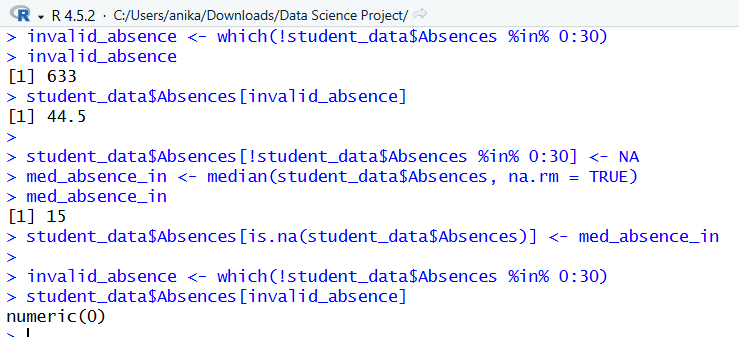 R 4.5.2 · C:/Users/anika/Downloads/Data Science Project/
> invalid_absence <- which(!student_data$Absences %in% 0:30)
> invalid_absence
[1] 633
> student_data$Absences[invalid_absence]
[1] 44.5
>
> student_data$Absences[!student_data$Absences %in% 0:30] <- NA
> med_absence_in <- median(student_data$Absences, na.rm = TRUE)
> med_absence_in
[1] 15
> student_data$Absences[is.na(student_data$Absences)] <- med_absence_in
>
> invalid_absence <- which(!student_data$Absences %in% 0:30)
> student_data$Absences[invalid_absence]
numeric(0)
>